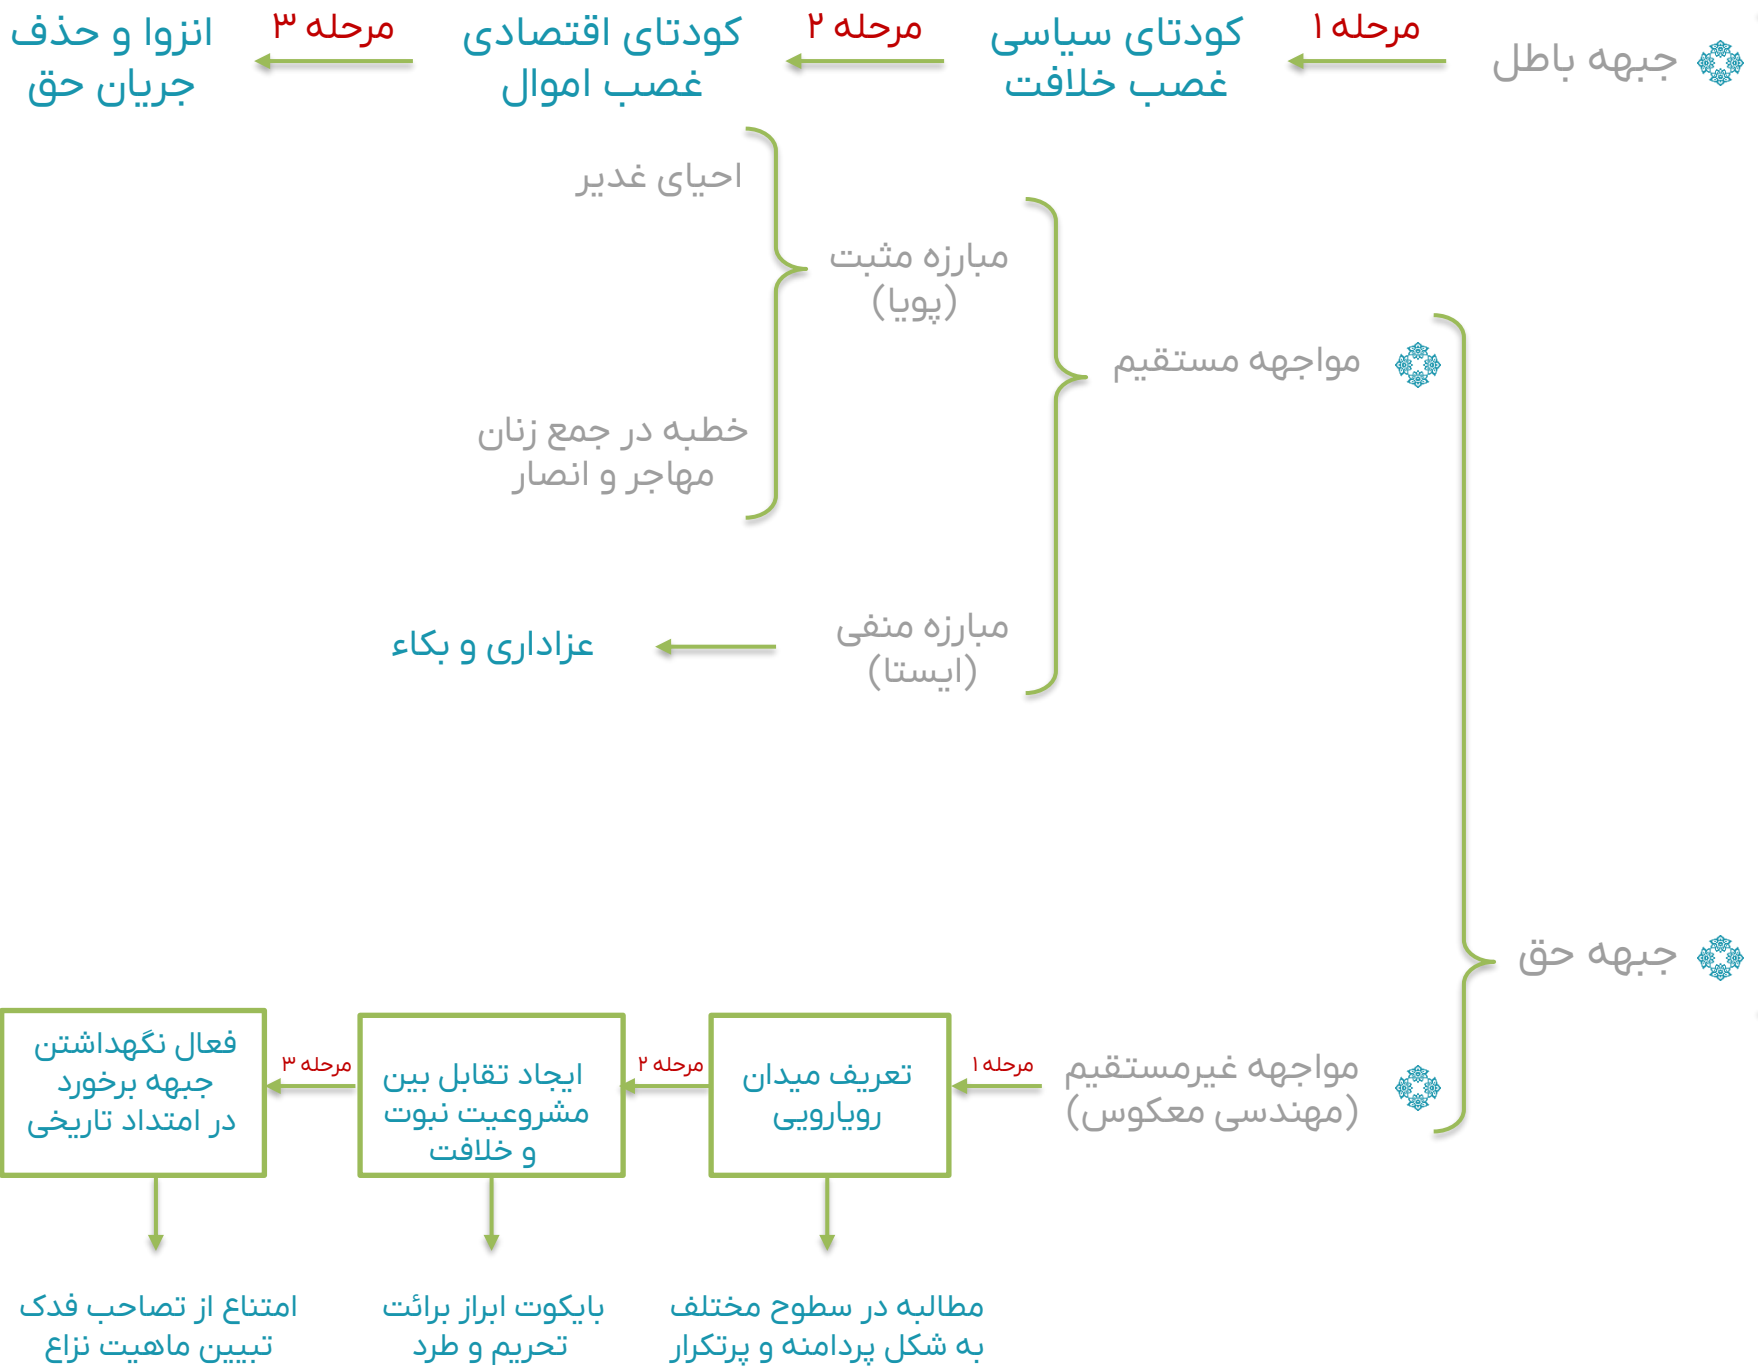 جبهه باطل
مرحله ۱
کودتای سیاسی
غصب خلافت
مرحله ۲
کودتای اقتصادی
غصب اموال
مرحله ۳
انزوا و حذف
جریان حق
جبهه حق
مواجهه مستقیم
مبارزه مثبت
(پویا)
احیای غدیر
خطبه در جمع زنان
مهاجر و انصار
مبارزه منفی
(ایستا)
عزاداری و بکاء
مواجهه غیرمستقیم
(مهندسی معکوس)
مرحله ۱
تعریف میدان
رویارویی
مرحله ۲
ایجاد تقابل بین
مشروعیت نبوت
و خلافت
مرحله ۳
فعال نگهداشتن
جبهه برخورد
در امتداد تاریخی
مطالبه در سطوح مختلف
به شکل پردامنه و پرتکرار
بایکوت ابراز برائت
تحریم و طرد
امتناع از تصاحب فدک
تبیین ماهیت نزاع